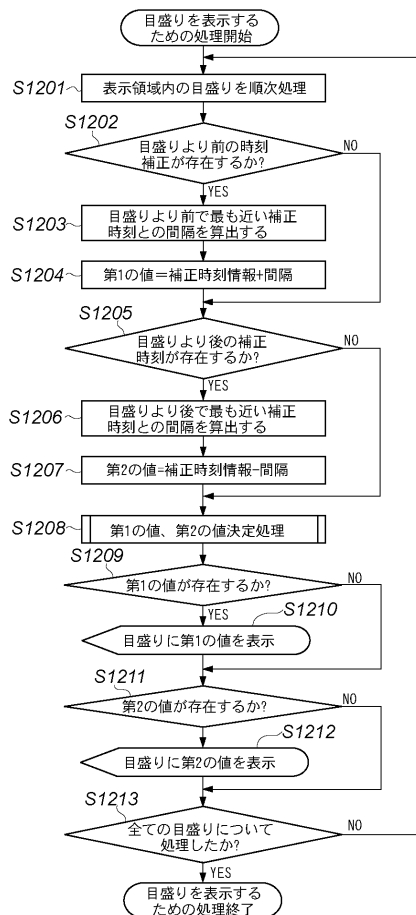 目盛りを表示する
ための処理開始
S1201
表示領域内の目盛りを順次処理
S1202
目盛りより前の時刻
補正が存在するか?
NO
YES
S1203
目盛りより前で最も近い補正
時刻との間隔を算出する
S1204
第1の値=補正時刻情報+間隔
S1205
目盛りより後の補正
時刻が存在するか?
NO
YES
S1206
目盛りより後で最も近い補正
時刻との間隔を算出する
S1207
第2の値=補正時刻情報-間隔
S1208
第1の値、第2の値決定処理
S1209
第1の値が存在するか?
NO
YES
S1210
目盛りに第1の値を表示
S1211
第2の値が存在するか?
NO
S1212
目盛りに第2の値を表示
S1213
全ての目盛りについて
処理したか?
NO
YES
目盛りを表示する
ための処理終了